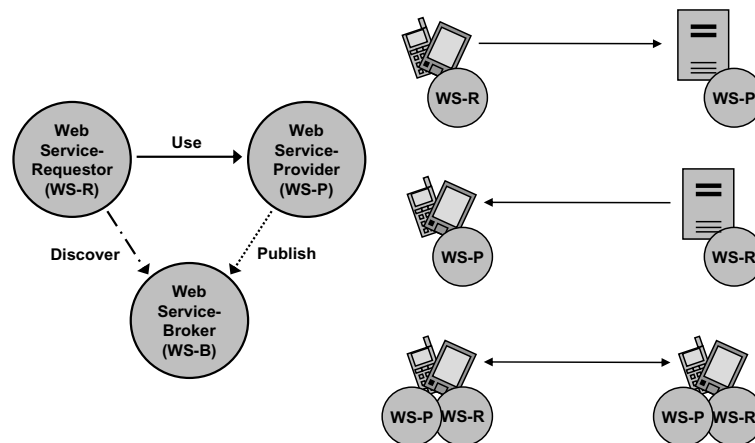 Web
Service-
Requestor
(WS-R)
Use
Web
Service-
Provider
(WS-P)
Discover
Publish
Web
Service-
Broker
(WS-B)
WS-R
WS-P
WS-P
WS-R
WS-P
WS-R
WS-P
WS-R